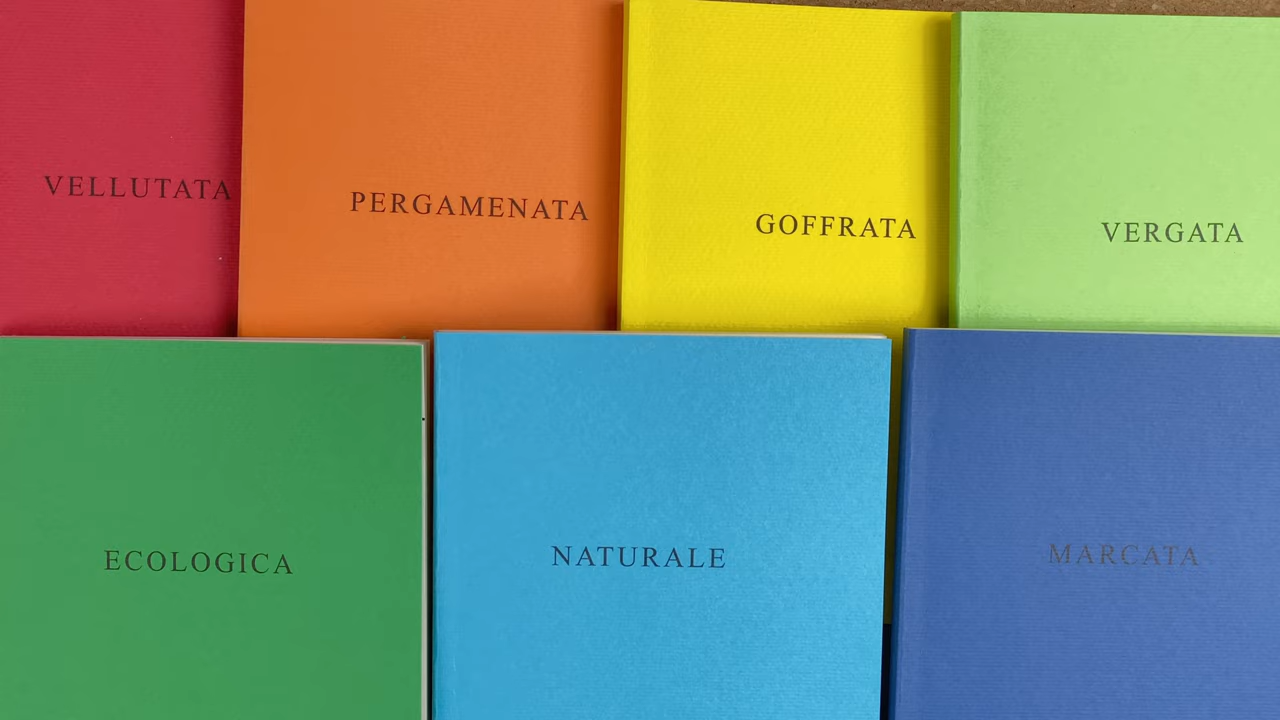 VELLUTATA
PERGAMENATA
GOFFRATA
VERGATA
ECOLOGICA
NATURALE
MARCATA